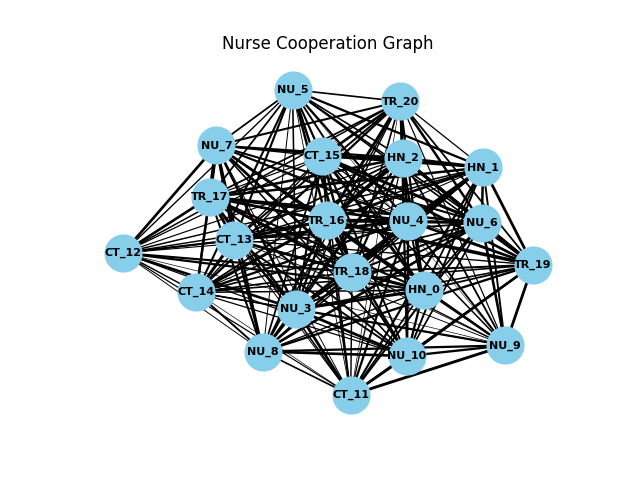 Nurse Cooperation Graph
NU_5
TR_20
NU_7
CT_15
HN_2
HN_1
TR_17
TR_16
NU_4
NU_6
CT_13
CT_12
TR_19
TR_18
CT_14
HN_0
NU_3
NU_8
NU_10
NU_9
CT_11